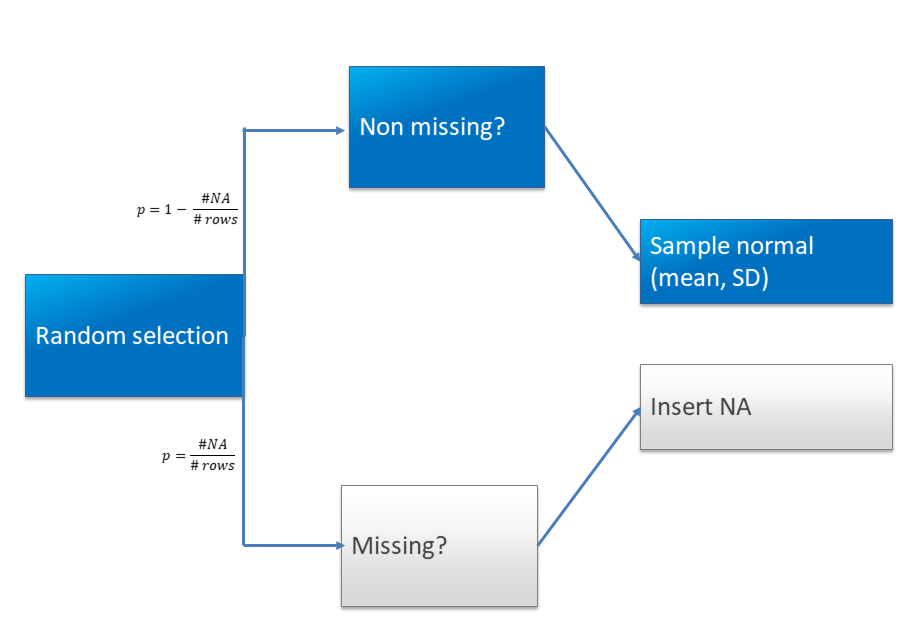 Non missing?
p = 1 − #NA / # rows
Sample normal
(mean, SD)
Random selection
Insert NA
p = #NA / # rows
Missing?